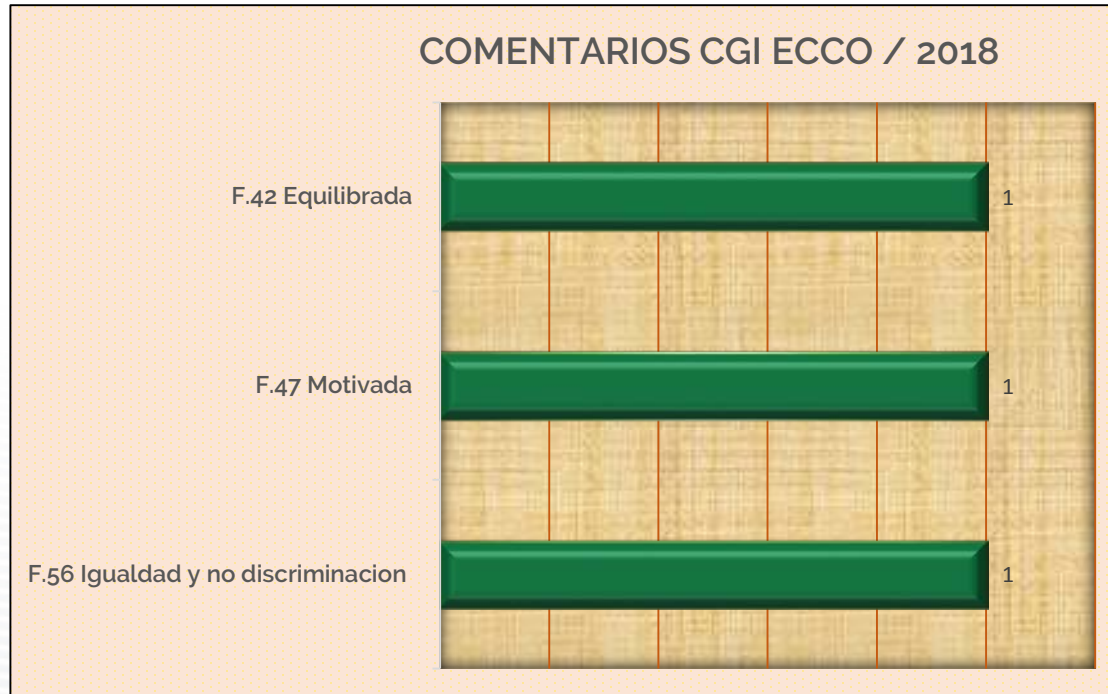 COMENTARIOS CGI ECCO / 2018
F.42 Equilibrada
1
F.47 Motivada
1
F.56 Igualdad y no discriminacion
1